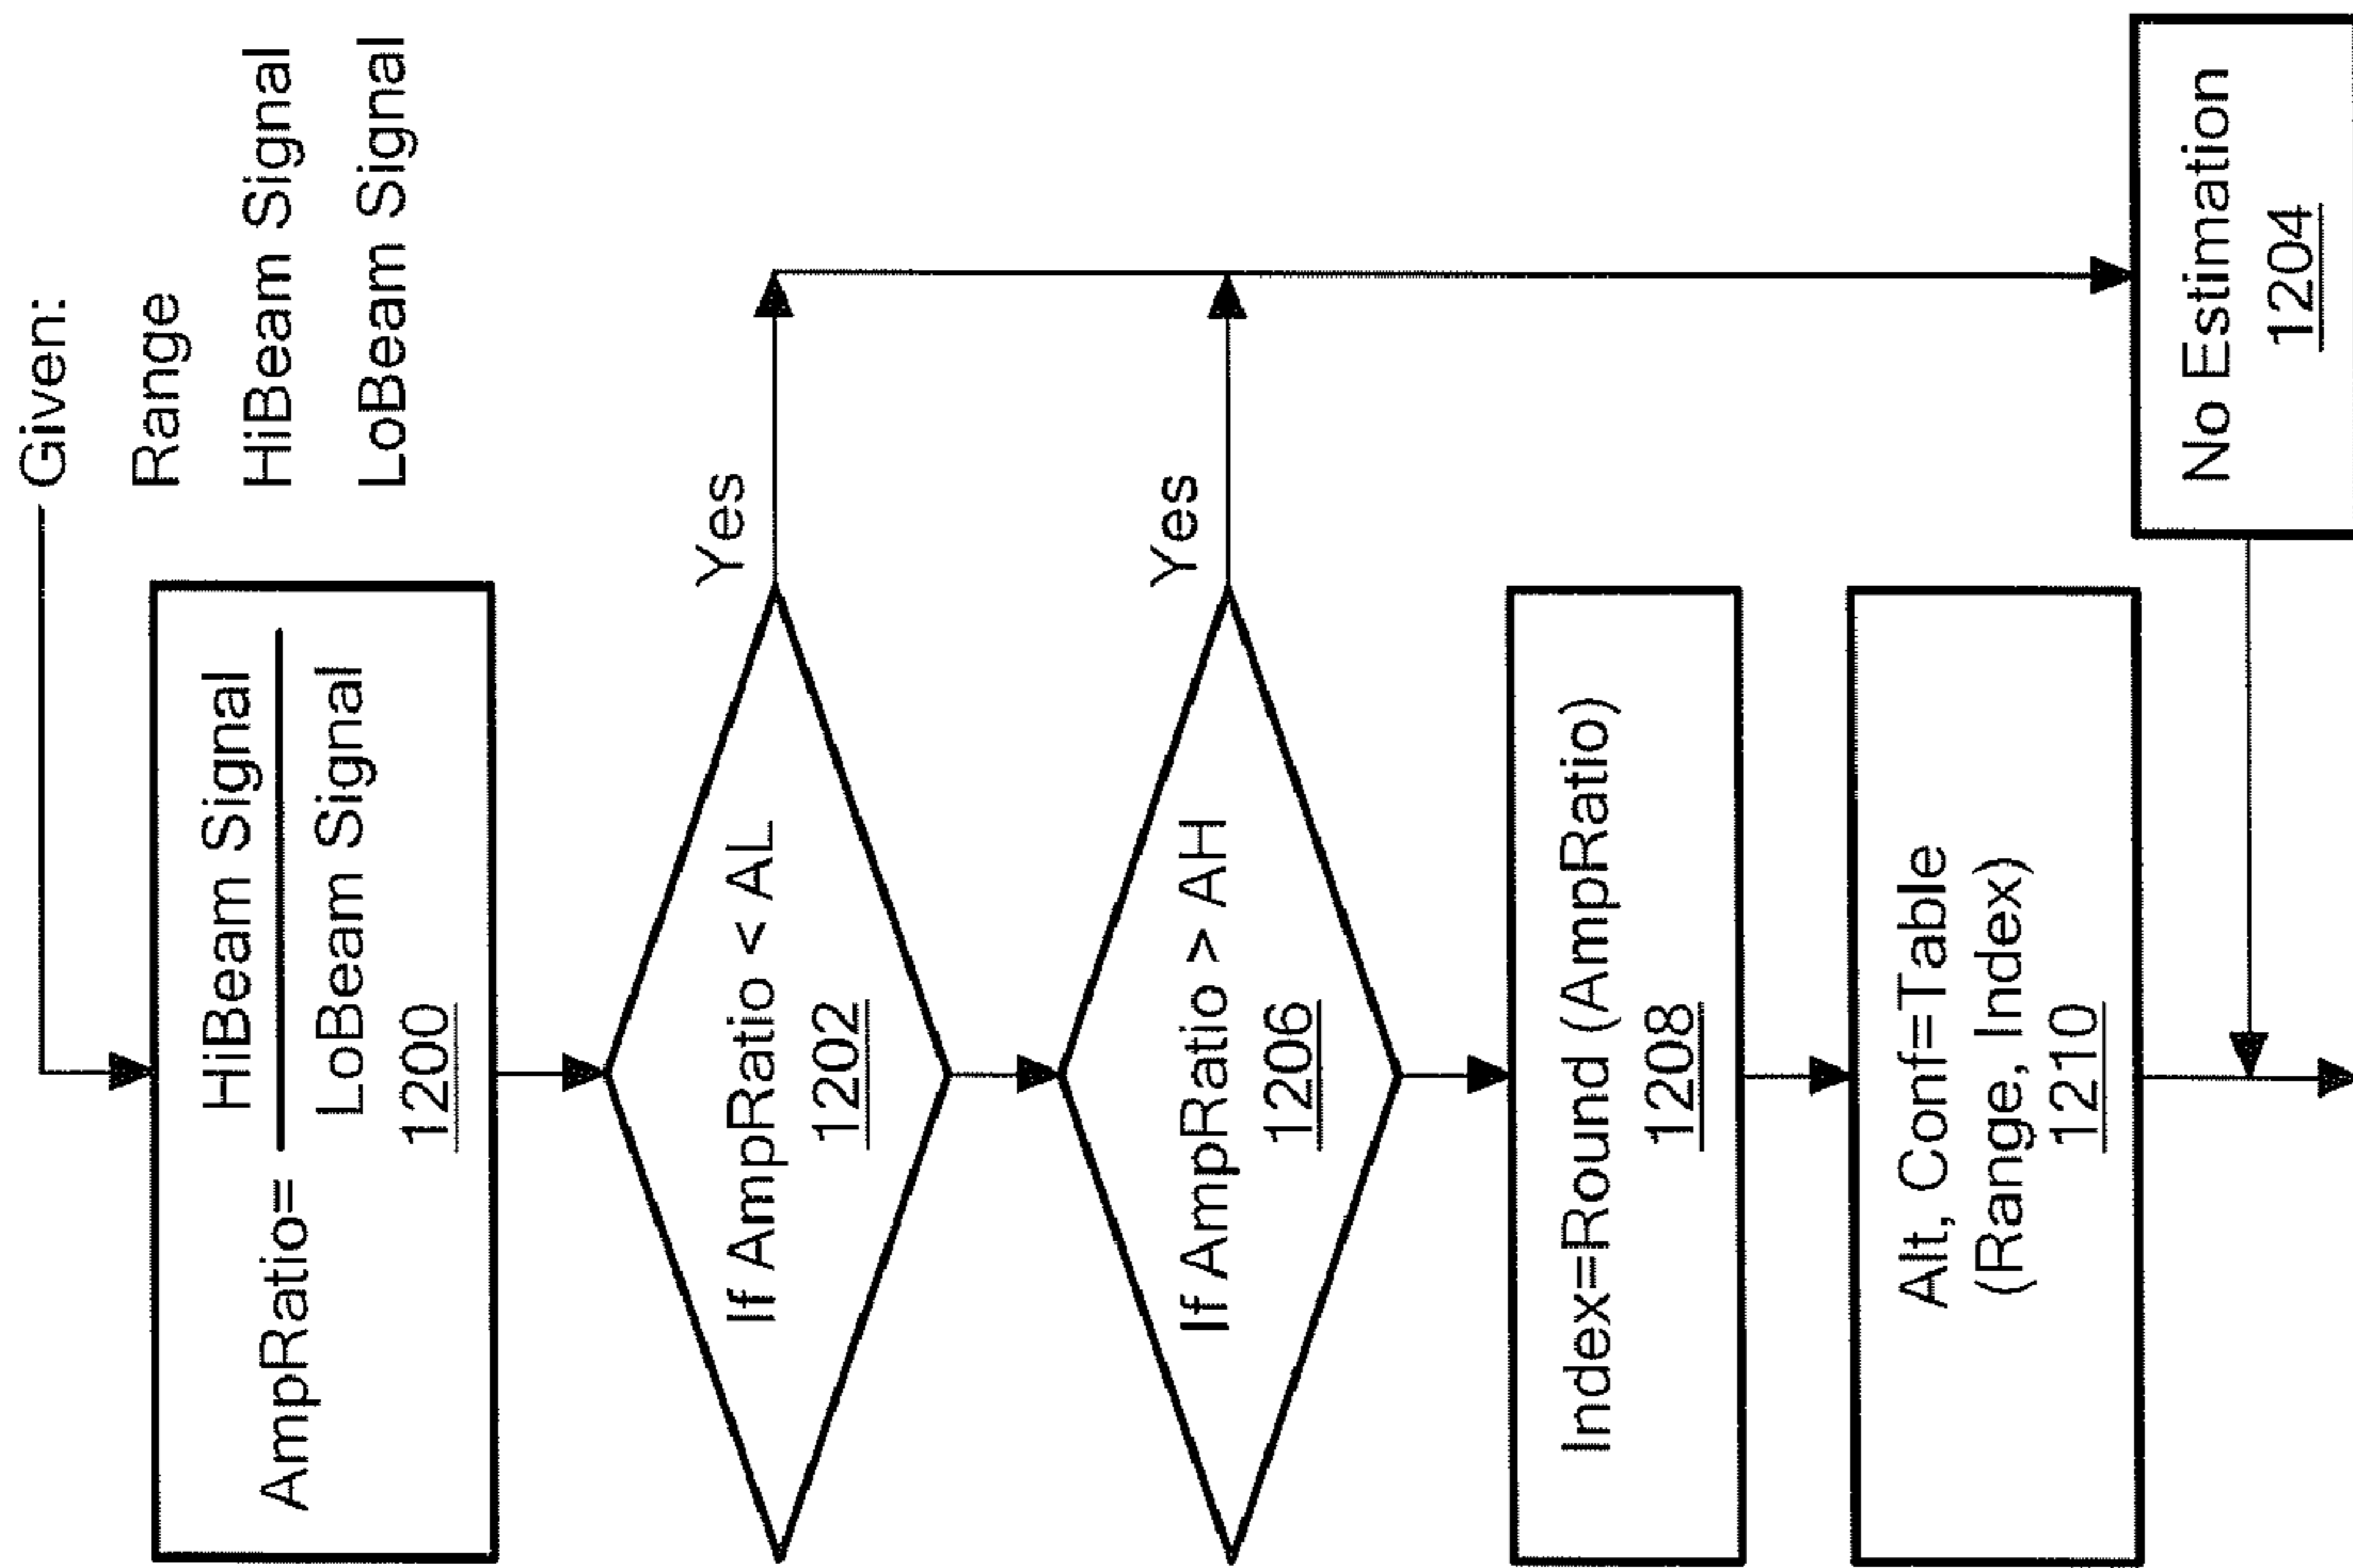 Given:
Range
HiBeam Signal
LoBeam Signal
HiBeam Signal
AmpRatio=
LoBeam Signal
1200
If AmpRatio < AL
1202
Yes
If AmpRatio > AH
1206
Yes
Index=Round (AmpRatio)
1208
Alt, Conf=Table
(Range, Index)
1210
No Estimation
1204